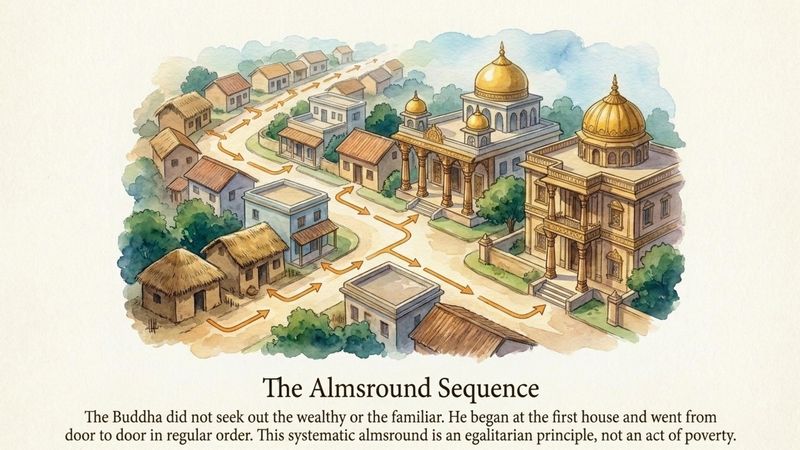 The Almsround Sequence
The Buddha did not seek out the wealthy or the familiar. He began at the first house and went from
door to door in regular order. This systematic almsround is an egalitarian principle, not an act of poverty.